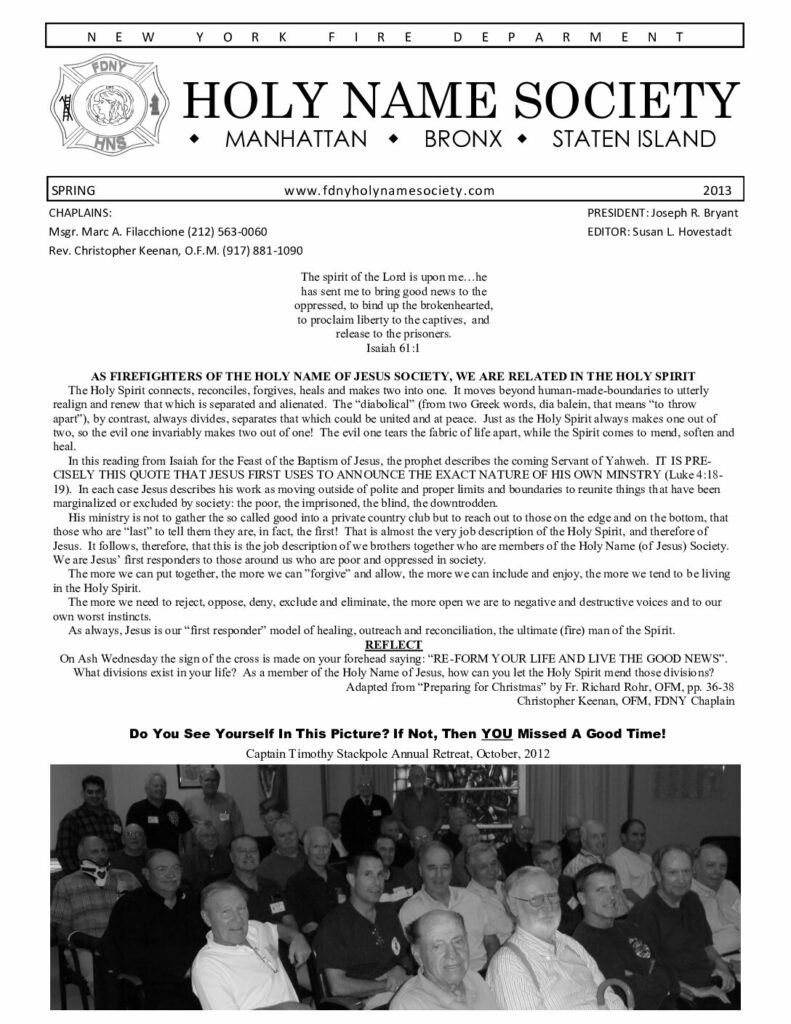 NEW YORK FIRE DEPARMENT
FDNY
HNS
HOLY NAME SOCIETY
◆ MANHATTAN ◆ BRONX ◆ STATEN ISLAND
SPRING www.fdnyholynamesociety.com 2013
CHAPLAINS: PRESIDENT: Joseph R. Bryant
Msgr. Marc A. Filacchione (212) 563-0060 EDITOR: Susan L. Hovestadt
Rev. Christopher Keenan, O.F.M. (917) 881-1090
The spirit of the Lord is upon me…he
has sent me to bring good news to the
oppressed, to bind up the brokenhearted,
to proclaim liberty to the captives, and
release to the prisoners.
Isaiah 61:1
AS FIREFIGHTERS OF THE HOLY NAME OF JESUS SOCIETY, WE ARE RELATED IN THE HOLY SPIRIT
The Holy Spirit connects, reconciles, forgives, heals and makes two into one. It moves beyond human-made-boundaries to utterly
realign and renew that which is separated and alienated. The “diabolical” (from two Greek words, dia balein, that means “to throw
apart”), by contrast, always divides, separates that which could be united and at peace. Just as the Holy Spirit always makes one out of
two, so the evil one invariably makes two out of one! The evil one tears the fabric of life apart, while the Spirit comes to mend, soften and
heal.
In this reading from Isaiah for the Feast of the Baptism of Jesus, the prophet describes the coming Servant of Yahweh. IT IS PRE-
CISELY THIS QUOTE THAT JESUS FIRST USES TO ANNOUNCE THE EXACT NATURE OF HIS OWN MINSTRY (Luke 4:18-
19). In each case Jesus describes his work as moving outside of polite and proper limits and boundaries to reunite things that have been
marginalized or excluded by society: the poor, the imprisoned, the blind, the downtrodden.
His ministry is not to gather the so called good into a private country club but to reach out to those on the edge and on the bottom, that
those who are “last” to tell them they are, in fact, the first! That is almost the very job description of the Holy Spirit, and therefore of
Jesus. It follows, therefore, that this is the job description of we brothers together who are members of the Holy Name (of Jesus) Society.
We are Jesus’ first responders to those around us who are poor and oppressed in society.
The more we can put together, the more we can ”forgive” and allow, the more we can include and enjoy, the more we tend to be living
in the Holy Spirit.
The more we need to reject, oppose, deny, exclude and eliminate, the more open we are to negative and destructive voices and to our
own worst instincts.
As always, Jesus is our “first responder” model of healing, outreach and reconciliation, the ultimate (fire) man of the Spirit.
REFLECT
On Ash Wednesday the sign of the cross is made on your forehead saying: “RE-FORM YOUR LIFE AND LIVE THE GOOD NEWS”.
What divisions exist in your life? As a member of the Holy Name of Jesus, how can you let the Holy Spirit mend those divisions?
Adapted from “Preparing for Christmas” by Fr. Richard Rohr, OFM, pp. 36-38
Christopher Keenan, OFM, FDNY Chaplain
Do You See Yourself In This Picture? If Not, Then YOU Missed A Good Time!
Captain Timothy Stackpole Annual Retreat, October, 2012